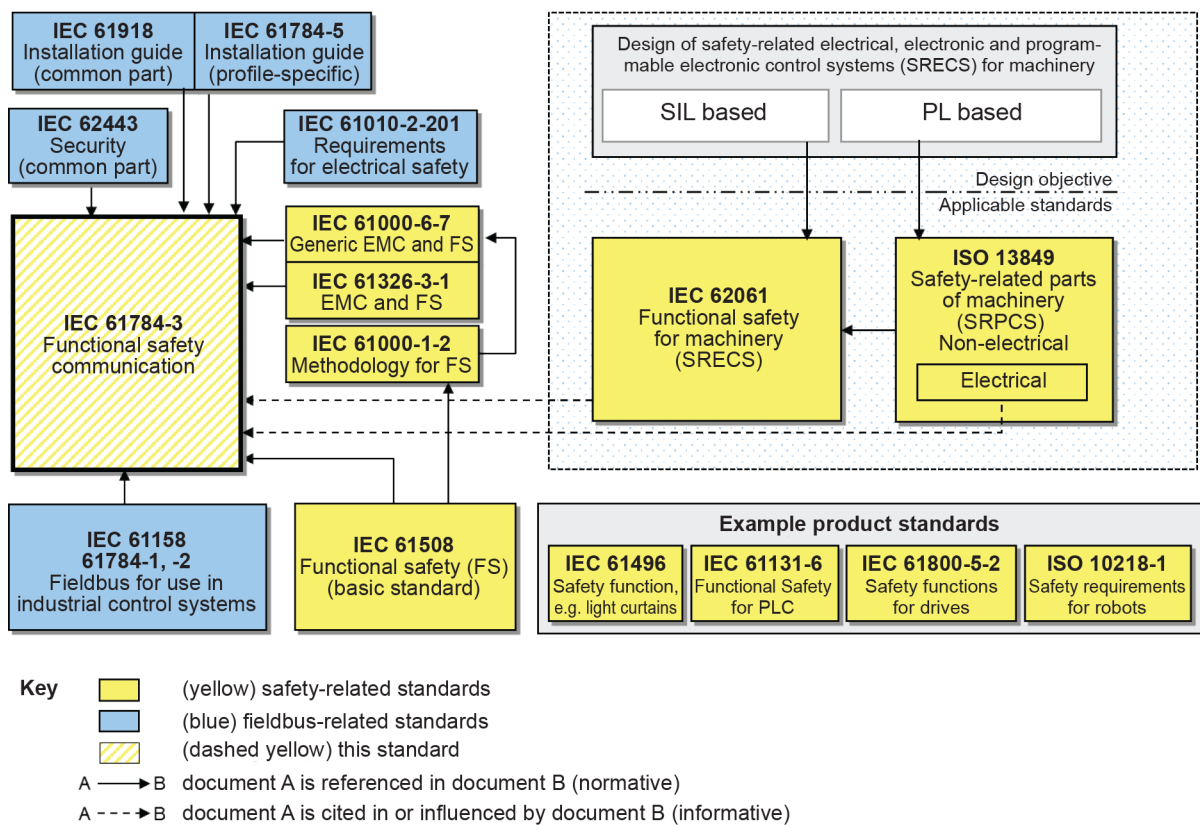 IEC 61918
Installation guide
(common part)
IEC 61784-5
Installation guide
(profile-specific)
IEC 62443
Security
(common part)
IEC 61010-2-201
Requirements
for electrical safety
IEC 61000-6-7
Generic EMC and FS
IEC 61326-3-1
EMC and FS
IEC 61000-1-2
Methodology for FS
IEC 61784-3
Functional safety
communication
IEC 61158
61784-1, -2
Fieldbus for use in
industrial control systems
IEC 61508
Functional safety (FS)
(basic standard)
Design of safety-related electrical, electronic and program-
mable electronic control systems (SRECS) for machinery
SIL based
PL based
Design objective
Applicable standards
IEC 62061
Functional safety
for machinery
(SRECS)
ISO 13849
Safety-related parts
of machinery
(SRPCS)
Non-electrical
Electrical
Example product standards
IEC 61496
Safety function,
e.g. light curtains
IEC 61131-6
Functional Safety
for PLC
IEC 61800-5-2
Safety functions
for drives
ISO 10218-1
Safety requirements
for robots
Key
(yellow) safety-related standards
(blue) fieldbus-related standards
(dashed yellow) this standard
A B document A is referenced in document B (normative)
A B document A is cited in or influenced by document B (informative)